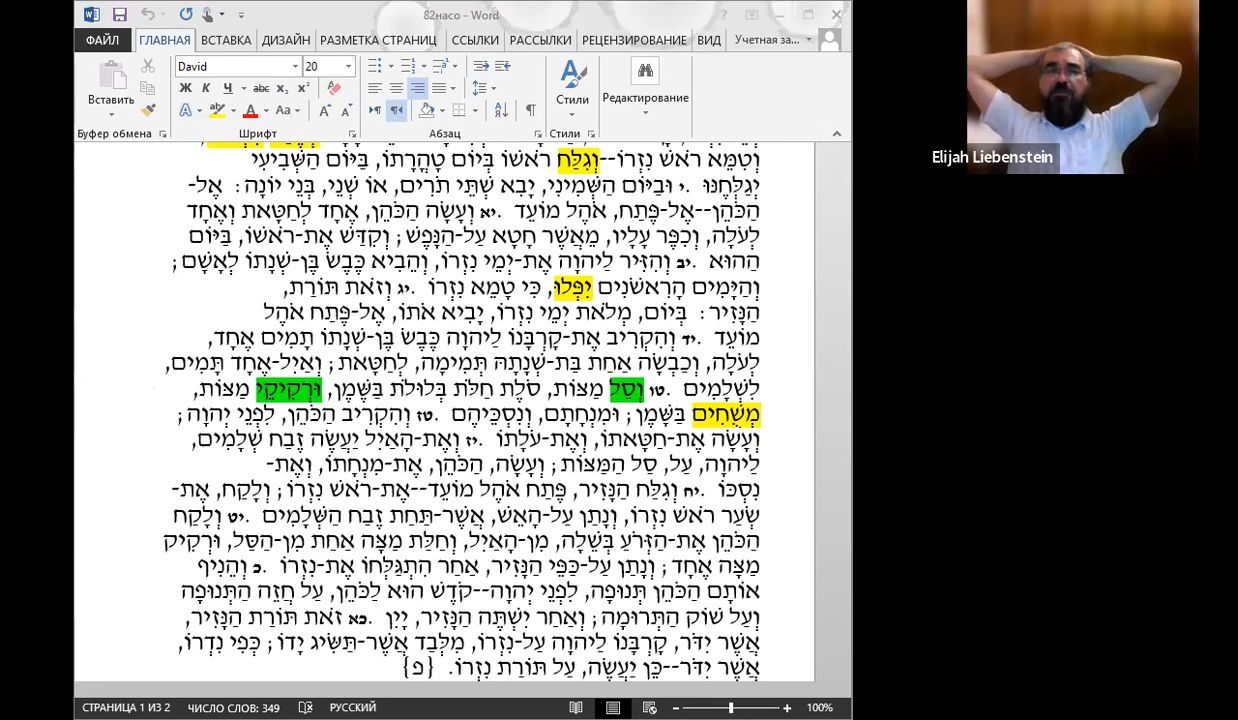 82насо - Word
ФАЙЛ ГЛАВНАЯ ВСТАВКА ДИЗАЙН РАЗМЕТКА СТРАНИЦ ССЫЛКИ РАССЫЛКИ РЕЦЕНЗИРОВАНИЕ ВИД Учетная за...
David 20
Ж К Ч abc x₂ x²
Вставить
Стили
Редактирование
Буфер обмена Шрифт Абзац Стили
וְטִמֵּא רֹאשׁ נִזְרוֹ--וְגִלַּח רֹאשׁוֹ בְּיוֹם טָהֳרָתוֹ, בַּיּוֹם הַשְּׁבִיעִי
יְגַלְּחֶנּוּ. י וּבַיּוֹם הַשְּׁמִינִי, יָבִא שְׁתֵּי תֹרִים, אוֹ שְׁנֵי, בְּנֵי יוֹנָה: אֶל-
הַכֹּהֵן--אֶל-פֶּתַח, אֹהֶל מוֹעֵד. יא וְעָשָׂה הַכֹּהֵן, אֶחָד לְחַטָּאת וְאֶחָד
לְעֹלָה, וְכִפֶּר עָלָיו, מֵאֲשֶׁר חָטָא עַל-הַנָּפֶשׁ; וְקִדַּשׁ אֶת-רֹאשׁוֹ, בַּיּוֹם
הַהוּא. יב וְהִזִּיר לַיהוָה אֶת-יְמֵי נִזְרוֹ, וְהֵבִיא כֶּבֶשׂ בֶּן-שְׁנָתוֹ לְאָשָׁם;
וְהַיָּמִים הָרִאשֹׁנִים יִפְּלוּ, כִּי טָמֵא נִזְרוֹ. יג וְזֹאת תּוֹרַת,
הַנָּזִיר: בְּיוֹם, מְלֹאת יְמֵי נִזְרוֹ, יָבִיא אֹתוֹ, אֶל-פֶּתַח אֹהֶל
מוֹעֵד. יד וְהִקְרִיב אֶת-קָרְבָּנוֹ לַיהוָה כֶּבֶשׂ בֶּן-שְׁנָתוֹ תָמִים אֶחָד,
לְעֹלָה, וְכַבְשָׂה אַחַת בַּת-שְׁנָתָהּ תְּמִימָה, לְחַטָּאת; וְאַיִל-אֶחָד תָּמִים,
לִשְׁלָמִים. טו וְסַל מַצּוֹת, סֹלֶת חַלֹּת בְּלוּלֹת בַּשֶּׁמֶן, וּרְקִיקֵי מַצּוֹת,
מְשֻׁחִים בַּשָּׁמֶן; וּמִנְחָתָם, וְנִסְכֵּיהֶם. טז וְהִקְרִיב הַכֹּהֵן, לִפְנֵי יְהוָה;
וְעָשָׂה אֶת-חַטָּאתוֹ, וְאֶת-עֹלָתוֹ. יז וְאֶת-הָאַיִל יַעֲשֶׂה זֶבַח שְׁלָמִים,
לַיהוָה, עַל, סַל הַמַּצּוֹת; וְעָשָׂה, הַכֹּהֵן, אֶת-מִנְחָתוֹ, וְאֶת-
נִסְכּוֹ. יח וְגִלַּח הַנָּזִיר, פֶּתַח אֹהֶל מוֹעֵד--אֶת-רֹאשׁ נִזְרוֹ; וְלָקַח, אֶת-
שְׂעַר רֹאשׁ נִזְרוֹ, וְנָתַן עַל-הָאֵשׁ, אֲשֶׁר-תַּחַת זֶבַח הַשְּׁלָמִים. יט וְלָקַח
הַכֹּהֵן אֶת-הַזְּרֹעַ בְּשֵׁלָה, מִן-הָאַיִל, וְחַלַּת מַצָּה אַחַת מִן-הַסַּל, וּרְקִיק
מַצָּה אֶחָד; וְנָתַן עַל-כַּפֵּי הַנָּזִיר, אַחַר הִתְגַּלְּחוֹ אֶת-נִזְרוֹ. כ וְהֵנִיף
אוֹתָם הַכֹּהֵן תְּנוּפָה, לִפְנֵי יְהוָה--קֹדֶשׁ הוּא לַכֹּהֵן, עַל חֲזֵה הַתְּנוּפָה
וְעַל שׁוֹק הַתְּרוּמָה; וְאַחַר יִשְׁתֶּה הַנָּזִיר, יָיִן. כא זֹאת תּוֹרַת הַנָּזִיר,
אֲשֶׁר יִדֹּר, קָרְבָּנוֹ לַיהוָה עַל-נִזְרוֹ, מִלְּבַד אֲשֶׁר-תַּשִּׂיג יָדוֹ; כְּפִי נִדְרוֹ,
אֲשֶׁר יִדֹּר--כֵּן יַעֲשֶׂה, עַל תּוֹרַת נִזְרוֹ. {פ}
СТРАНИЦА 1 ИЗ 2 ЧИСЛО СЛОВ: 349 РУССКИЙ 100%
Elijah Liebenstein